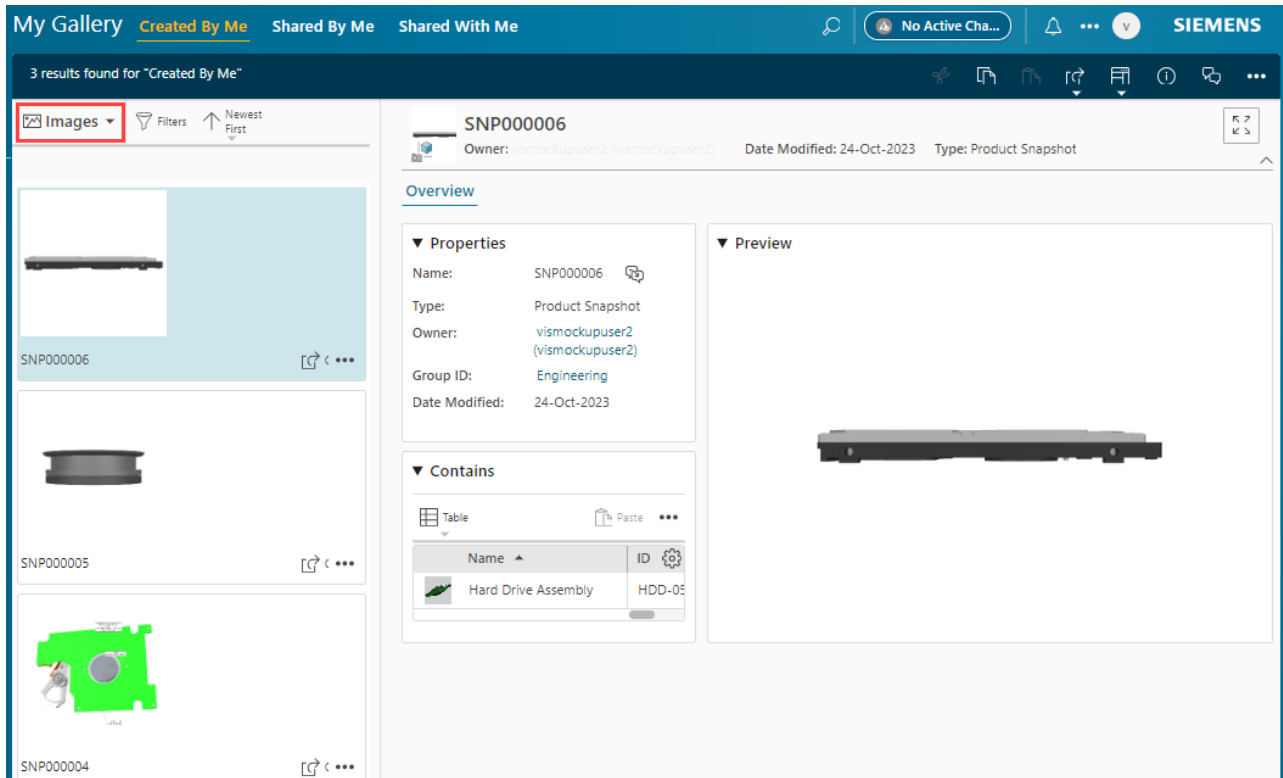 My Gallery Created By Me Shared By Me Shared With Me No Active Cha... ••• V SIEMENS
3 results found for "Created By Me" •••
Images Filters Newest First
SNP000006
Owner: vismockupuser2 (vismockupuser2) Date Modified: 24-Oct-2023 Type: Product Snapshot
Overview
SNP000006 •••
SNP000005 •••
SNP000004 •••
Properties
Name: SNP000006
Type: Product Snapshot
Owner: vismockupuser2
(vismockupuser2)
Group ID: Engineering
Date Modified: 24-Oct-2023
Contains
Table Paste •••
Name ID
Hard Drive Assembly HDD-05
Preview